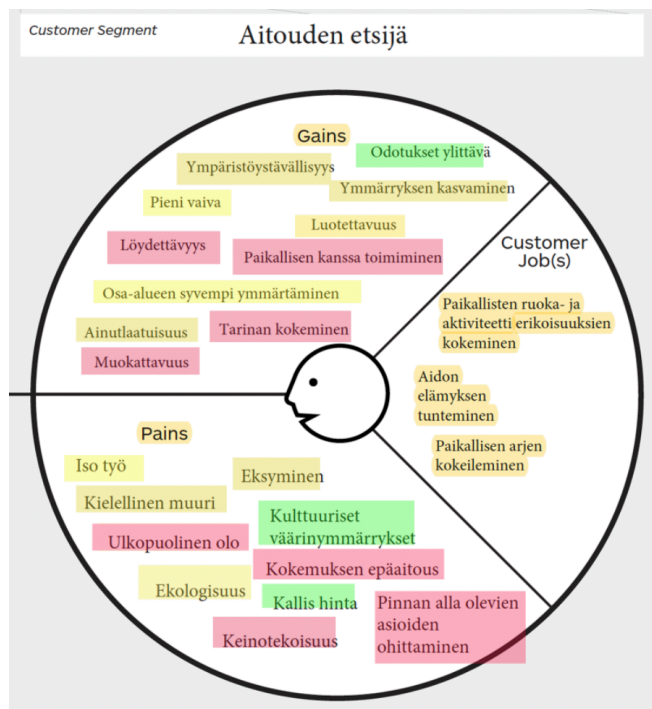 Customer Segment
Aitouden etsijä
Gains
Odotukset ylittävä
Ympäristöystävällisyys
Ymmärryksen kasvaminen
Pieni vaiva
Luotettavuus
Löydettävyys
Paikallisen kanssa toimiminen
Osa-alueen syvempi ymmärtäminen
Ainutlaatuisuus
Tarinan kokeminen
Muokattavuus
Customer
Job(s)
Paikallisten ruoka- ja
aktiviteetti erikoisuuksien
kokeminen
Aidon
elämyksen
tunteminen
Paikallisen arjen
kokeileminen
Pains
Iso työ
Eksyminen
Kielellinen muuri
Kulttuuriset
väärinymmärrykset
Ulkopuolinen olo
Kokemuksen epäaitous
Ekologisuus
Kallis hinta
Pinnan alla olevien
asioiden
ohittaminen
Keinotekoisuus